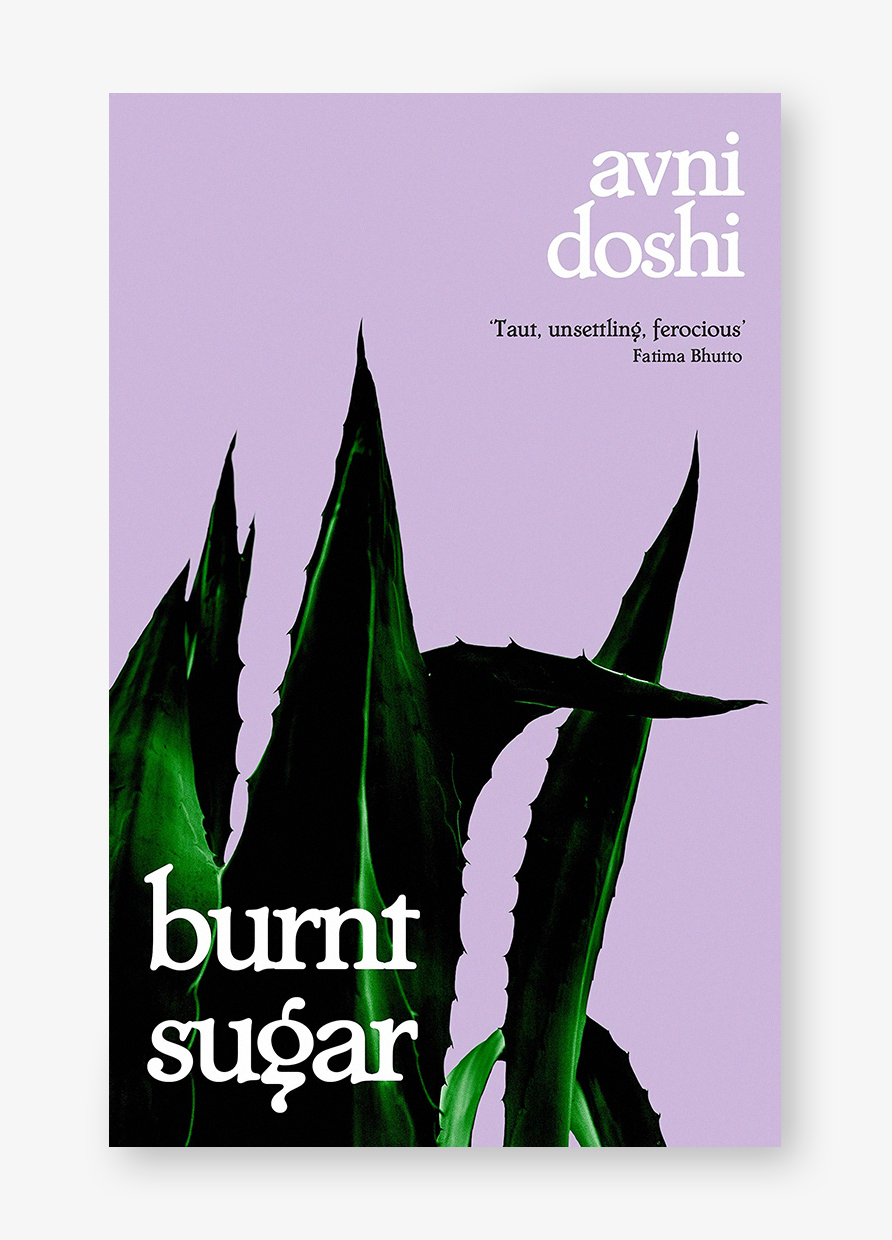 avni
doshi
‘Taut, unsettling, ferocious’
Fatima Bhutto
burnt
sugar